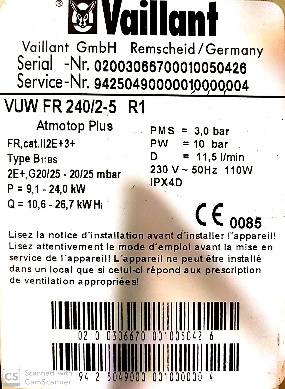 Vaillant
Vaillant GmbH Remscheid/Germany
Serial -Nr. 02003066700010050426
Service-Nr. 94250490000010000004
VUW FR 240/2-5 R1
Atmotop Plus
FR,cat.II2E+3+
Type B11BS
2E+,G20/25 - 20/25 mbar
P = 9,1 - 24,0 kW
Q = 10,6 - 26,7 kW Hi
PMS = 3,0 bar
PW = 10 bar
D = 11,5 l/min
230 V ~ 50Hz 110W
IPX4D
CE 0085
Lisez la notice d'installation avant d'installer l'appareil!
Lisez attentivement le mode d'emploi avant la mise en
service de l'appareil! L'appareil ne peut être installé
dans un local que si celui-ci répond aux prescription
de ventilation appropriées!
02 0 0306670 001005042 6
94 2 5049000 0010000000 4
CS Scanned with
CamScanner